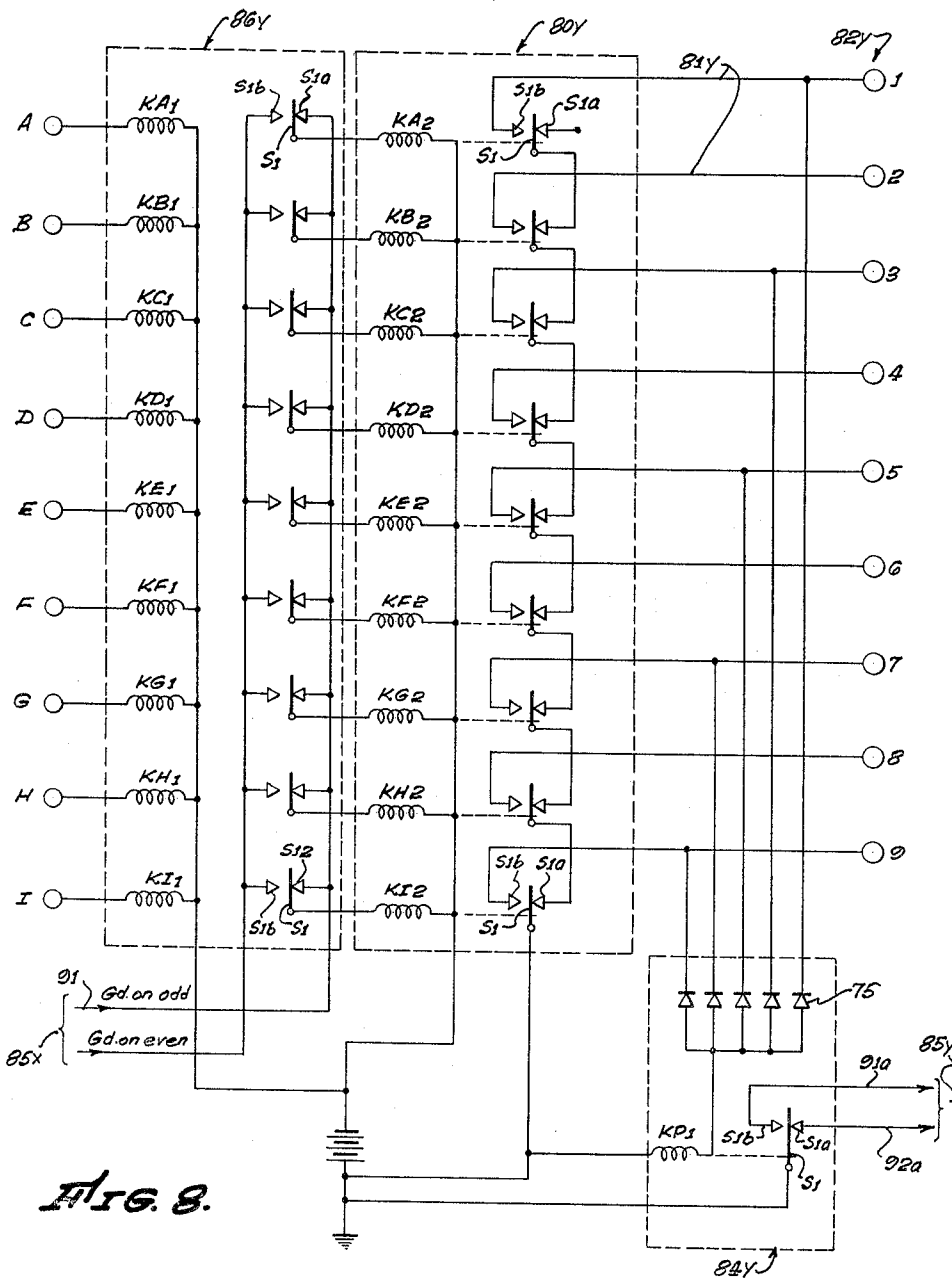 86Y
80Y
82Y
81Y
S1b
S1a
S1
S1b
S1a
S1
A
KA1
KA2
1
B
KB1
KB2
2
C
KC1
KC2
3
D
KD1
KD2
4
E
KE1
KE2
5
F
KF1
KF2
6
G
KG1
KG2
7
H
KH1
KH2
8
I
KI1
S12
S1b
S1
KI2
S1b
S1a
S1
9
91
Gd. on odd
85X
Gd. on even
75
91a
85Y
KP1
S1b
S1a
92a
S1
84Y
FIG. 8.